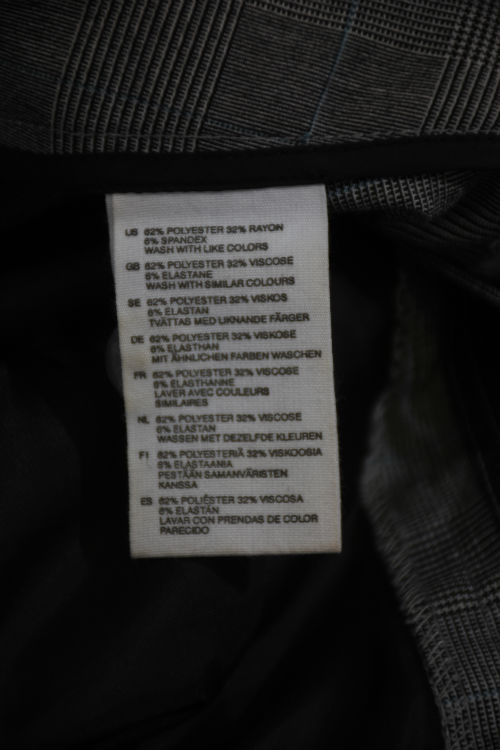 US 62% POLYESTER 32% RAYON
6% SPANDEX
WASH WITH LIKE COLORS
GB 62% POLYESTER 32% VISCOSE
6% ELASTANE
WASH WITH SIMILAR COLOURS
SE 62% POLYESTER 32% VISKOS
6% ELASTAN
TVÄTTAS MED LIKNANDE FÄRGER
DE 62% POLYESTER 32% VISKOSE
6% ELASTHAN
MIT ÄHNLICHEN FARBEN WASCHEN
FR 62% POLYESTER 32% VISCOSE
6% ELASTHANNE
LAVER AVEC COULEURS
SIMILAIRES
NL 62% POLYESTER 32% VISCOSE
6% ELASTAN
WASSEN MET DEZELFDE KLEUREN
FI 62% POLYESTERIÄ 32% VISKOOSIA
6% ELASTAANIA
PESTÄÄN SAMANVÄRISTEN
KANSSA
ES 62% POLIÉSTER 32% VISCOSA
6% ELASTÁN
LAVAR CON PRENDAS DE COLOR
PARECIDO